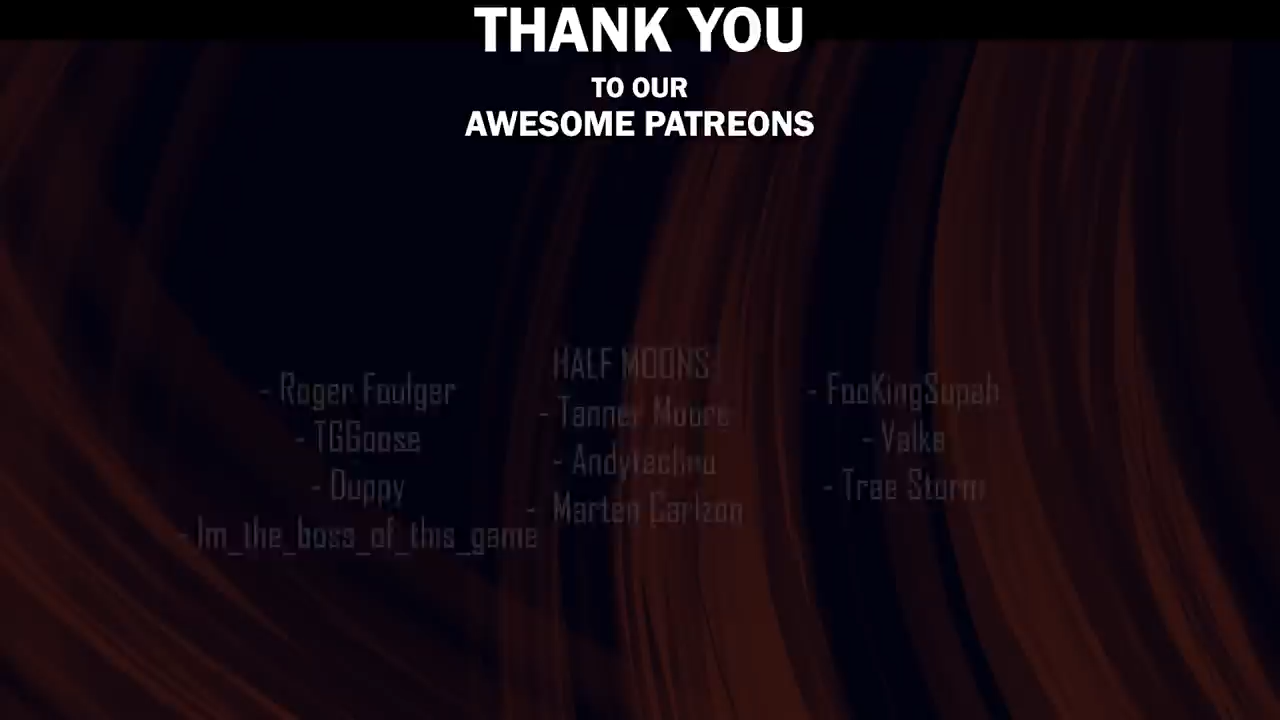 THANK YOU
TO OUR
AWESOME PATREONS
HALF MOONS
- Roger Foulger
- TGGoose
- Duppy
- Im_the_boss_of_this_game
- Tanner Moore
- Andytechnu
- Marten Carlzon
- FooKingSupah
- Valke
- Trae Storm